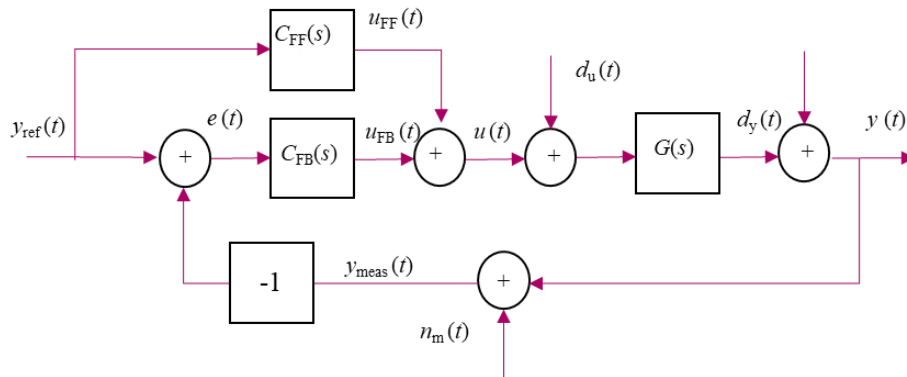 C_FF(s)
u_FF(t)
d_u(t)
y_ref(t)
e(t)
+
C_FB(s)
u_FB(t)
+
u(t)
+
G(s)
d_y(t)
+
y(t)
-1
y_meas(t)
+
n_m(t)